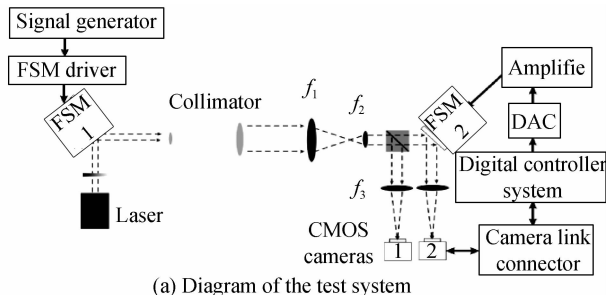 Signal generator
FSM driver
FSM
1
Collimator
Laser
f1
f2
f3
FSM
2
Amplifie
DAC
Digital controller
system
CMOS
cameras
1
2
Camera link
connector
(a) Diagram of the test system